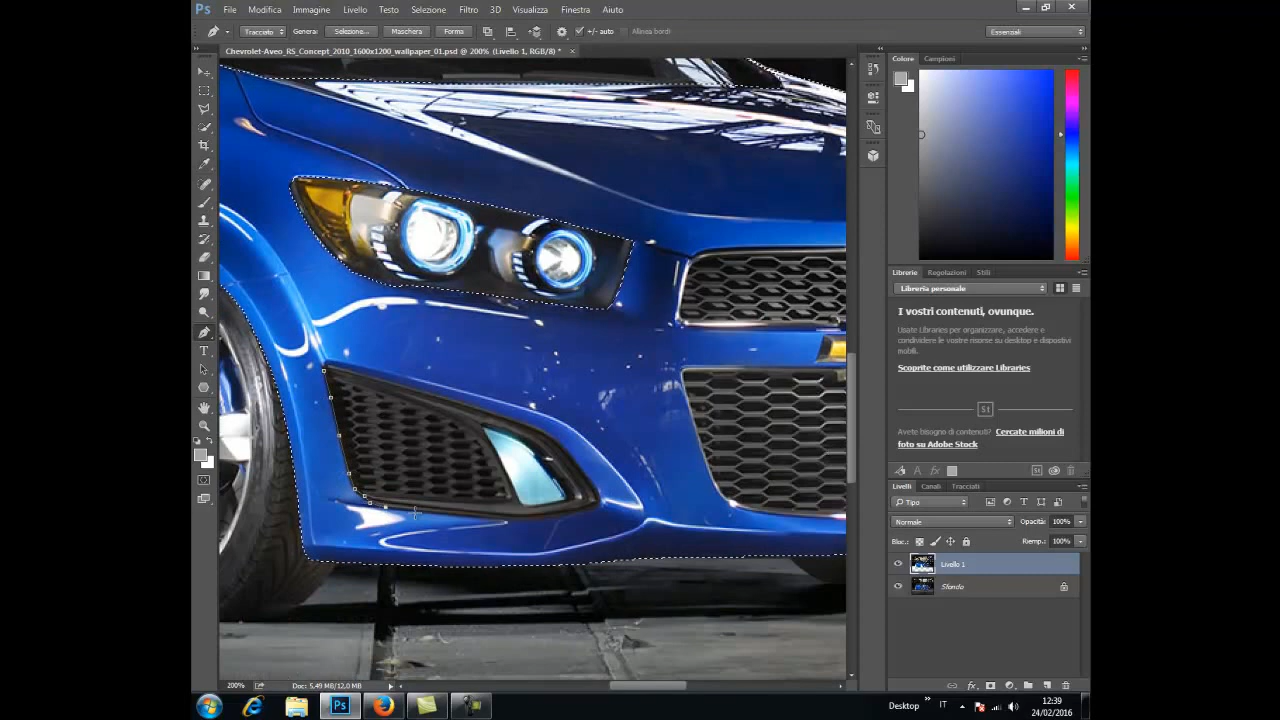 Ps File Modifica Immagine Livello Testo Selezione Filtro 3D Visualizza Finestra Aiuto
Tracciato Genera: Selezione... Maschera Forma +/- auto Allinea bordi Essenziali
Chevrolet-Aveo_RS_Concept_2010_1600x1200_wallpaper_01.psd @ 200% (Livello 1, RGB/8) *
Colore Campioni
Librerie Regolazioni Stili
Libreria personale
I vostri contenuti, ovunque.
Usate Libraries per organizzare, accedere e
condividere le vostre risorse su desktop e dispositivi
mobili.
Scoprite come utilizzare Libraries
St
Avete bisogno di contenuti? Cercate milioni di
foto su Adobe Stock
Livelli Canali Tracciati
Tipo
Normale Opacità: 100%
Bloc.: Riemp.: 100%
Livello 1
Sfondo
200% Doc: 5,49 MB/12,0 MB
Ps Desktop IT 12:39
24/02/2016